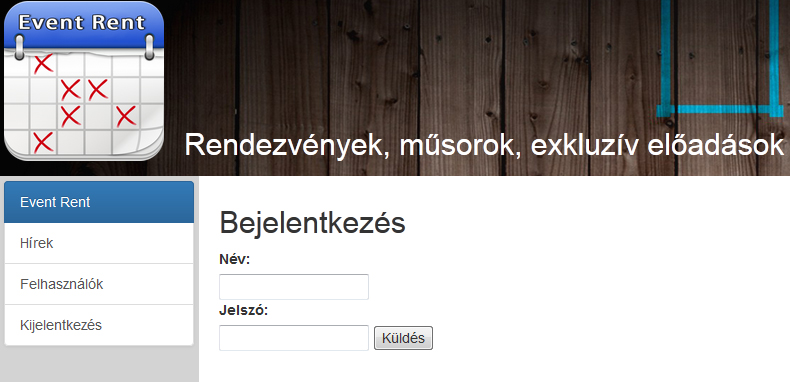 Event Rent
Rendezvények, műsorok, exkluzív előadások
Event Rent
Hírek
Felhasználók
Kijelentkezés
Bejelentkezés
Név:
Jelszó:
Küldés